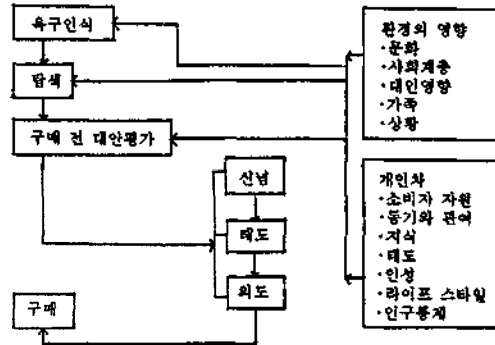 욕구인식
탐색
구매 전 대안평가
신념
태도
의도
구매
환경의 영향
·문화
·사회계층
·대인영향
·가족
·상황
개인차
·소비자 자원
·동기와 관여
·지식
·태도
·인성
·라이프 스타일
·인구통계